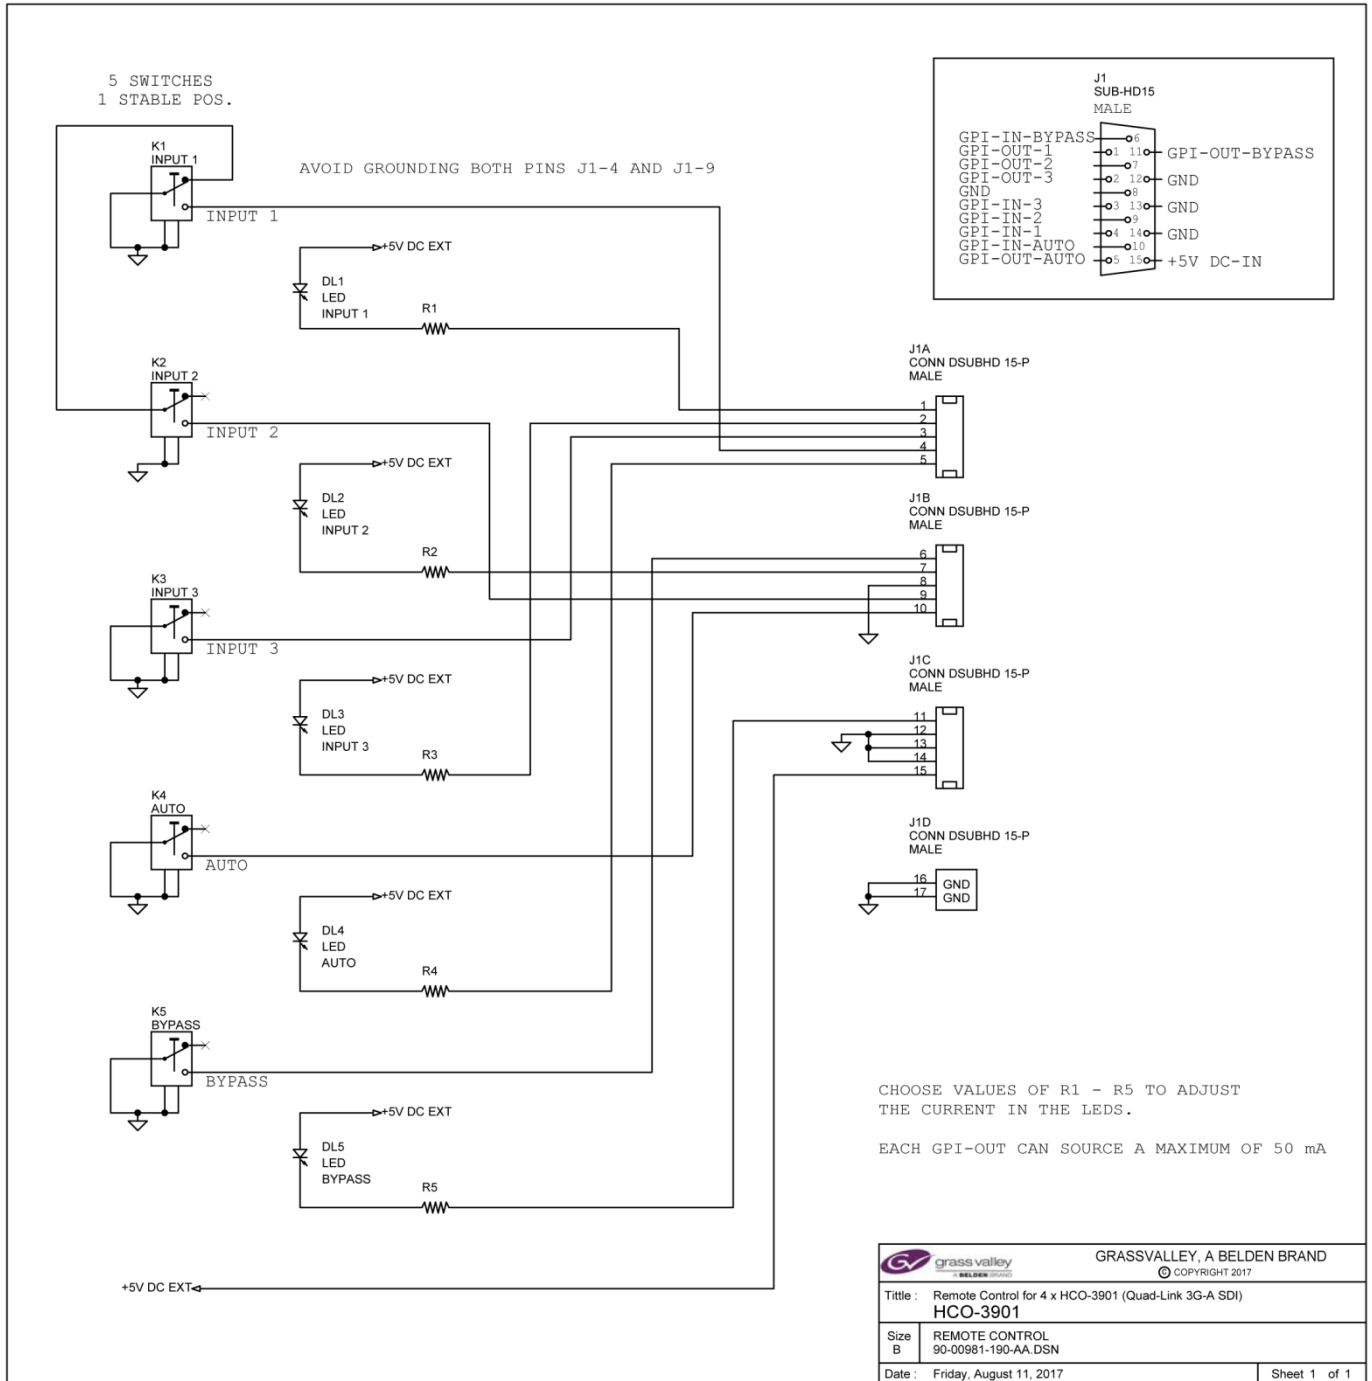 5 SWITCHES
1 STABLE POS.
K1
INPUT 1
INPUT 1
AVOID GROUNDING BOTH PINS J1-4 AND J1-9
+5V DC EXT
DL1
LED
INPUT 1
R1
K2
INPUT 2
INPUT 2
+5V DC EXT
DL2
LED
INPUT 2
R2
K3
INPUT 3
INPUT 3
+5V DC EXT
DL3
LED
INPUT 3
R3
K4
AUTO
AUTO
+5V DC EXT
DL4
LED
AUTO
R4
K5
BYPASS
BYPASS
+5V DC EXT
DL5
LED
BYPASS
R5
+5V DC EXT
J1
SUB-HD15
MALE
GPI-IN-BYPASS 6
GPI-OUT-1 1 11 GPI-OUT-BYPASS
GPI-OUT-2 7
GPI-OUT-3 2 12 GND
GND 8
GPI-IN-3 3 13 GND
GPI-IN-2 9
GPI-IN-1 4 14 GND
GPI-IN-AUTO 10
GPI-OUT-AUTO 5 15 +5V DC-IN
J1A
CONN DSUBHD 15-P
MALE
1
2
3
4
5
J1B
CONN DSUBHD 15-P
MALE
6
7
8
9
10
J1C
CONN DSUBHD 15-P
MALE
11
12
13
14
15
J1D
CONN DSUBHD 15-P
MALE
16 GND
17 GND
CHOOSE VALUES OF R1 - R5 TO ADJUST
THE CURRENT IN THE LEDS.
EACH GPI-OUT CAN SOURCE A MAXIMUM OF 50 mA
GV grass valley
A BELDEN BRAND
GRASSVALLEY, A BELDEN BRAND
© COPYRIGHT 2017
Tittle : Remote Control for 4 x HCO-3901 (Quad-Link 3G-A SDI)
HCO-3901
Size
B
REMOTE CONTROL
90-00981-190-AA.DSN
Date : Friday, August 11, 2017
Sheet 1 of 1